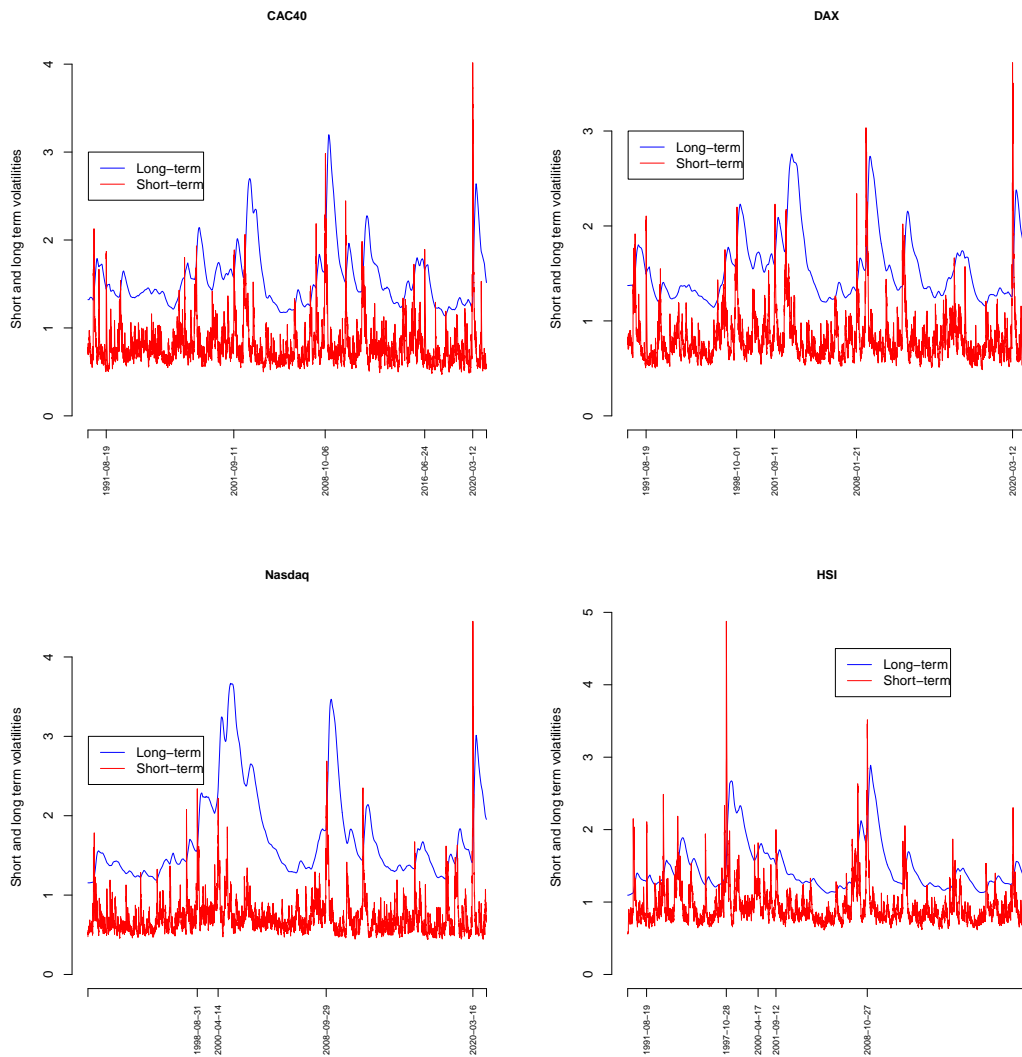 CAC40
Short and long term volatilities
0
1
2
3
4
Long−term
Short−term
1991−08−19
2001−09−11
2008−10−06
2016−06−24
2020−03−12
DAX
Short and long term volatilities
0
1
2
3
Long−term
Short−term
1991−08−19
1998−10−01
2001−09−11
2008−01−21
2020−03−12
Nasdaq
Short and long term volatilities
0
1
2
3
4
Long−term
Short−term
1998−08−31
2000−04−14
2008−09−29
2020−03−16
HSI
Short and long term volatilities
0
1
2
3
4
5
Long−term
Short−term
1991−08−19
1997−10−28
2000−04−17
2001−09−12
2008−10−27